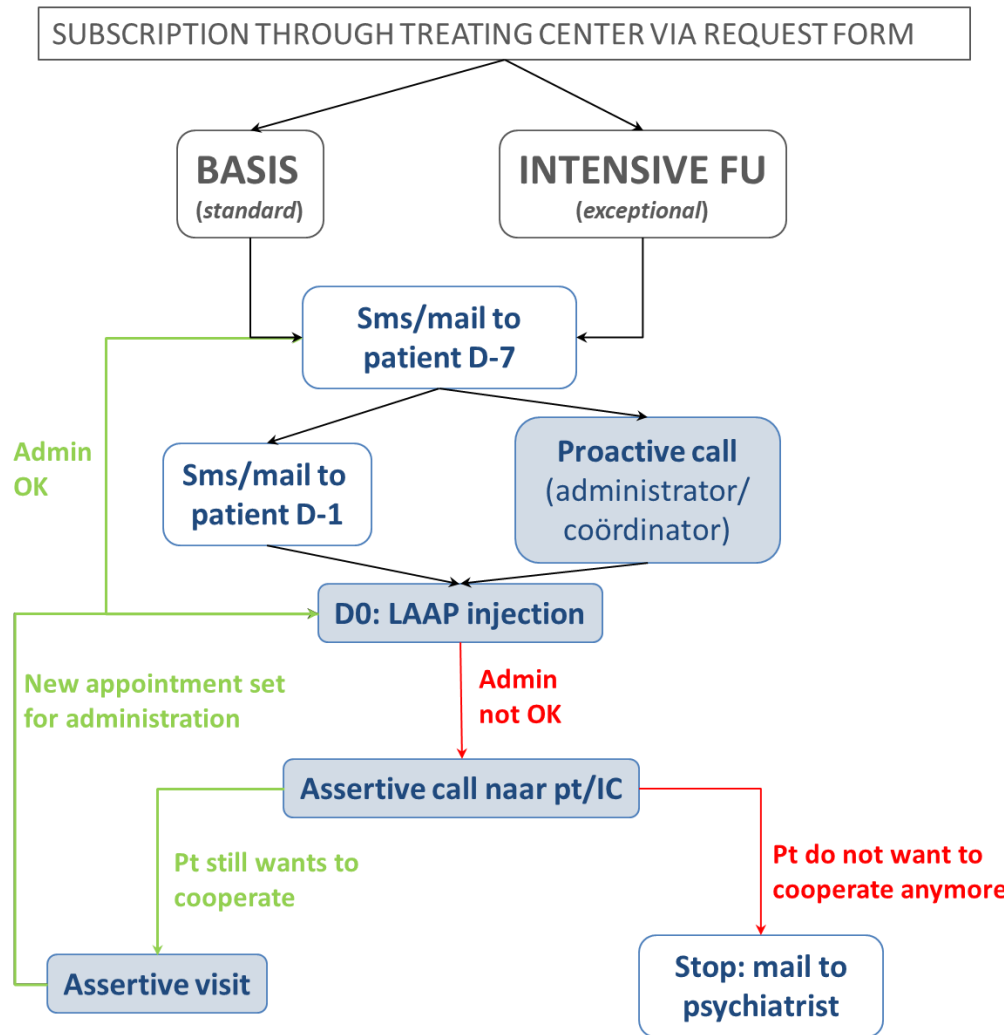 SUBSCRIPTION THROUGH TREATING CENTER VIA REQUEST FORM
BASIS
(standard)
INTENSIVE FU
(exceptional)
Sms/mail to
patient D-7
Admin
OK
Sms/mail to
patient D-1
Proactive call
(administrator/
coördinator)
D0: LAAP injection
New appointment set
for administration
Admin
not OK
Assertive call naar pt/IC
Pt still wants to
cooperate
Pt do not want to
cooperate anymore
Assertive visit
Stop: mail to
psychiatrist